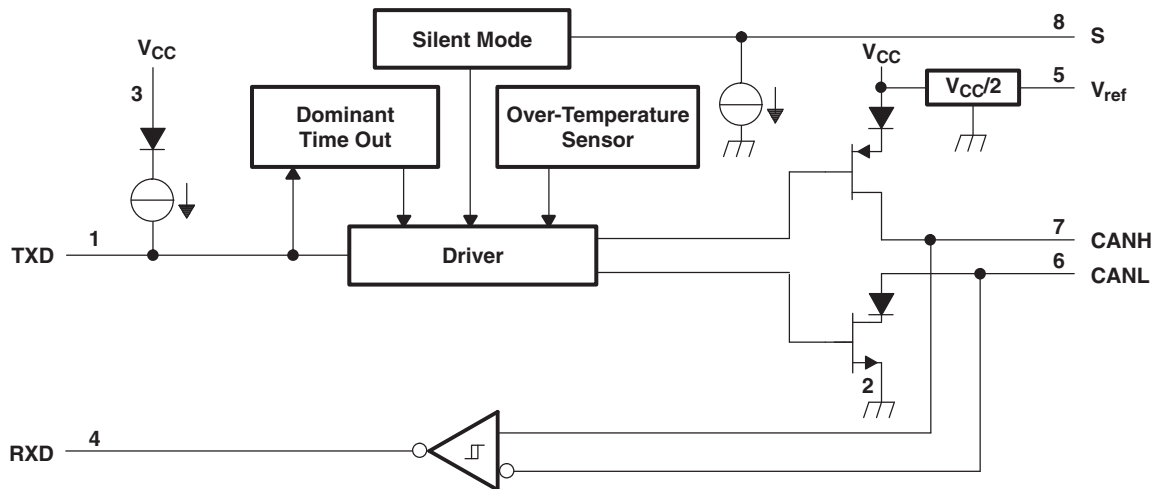 Silent Mode
8
S
VCC
3
VCC
VCC/2
5
Vref
Dominant
Time Out
Over-Temperature
Sensor
TXD
1
Driver
7
CANH
6
CANL
2
RXD
4